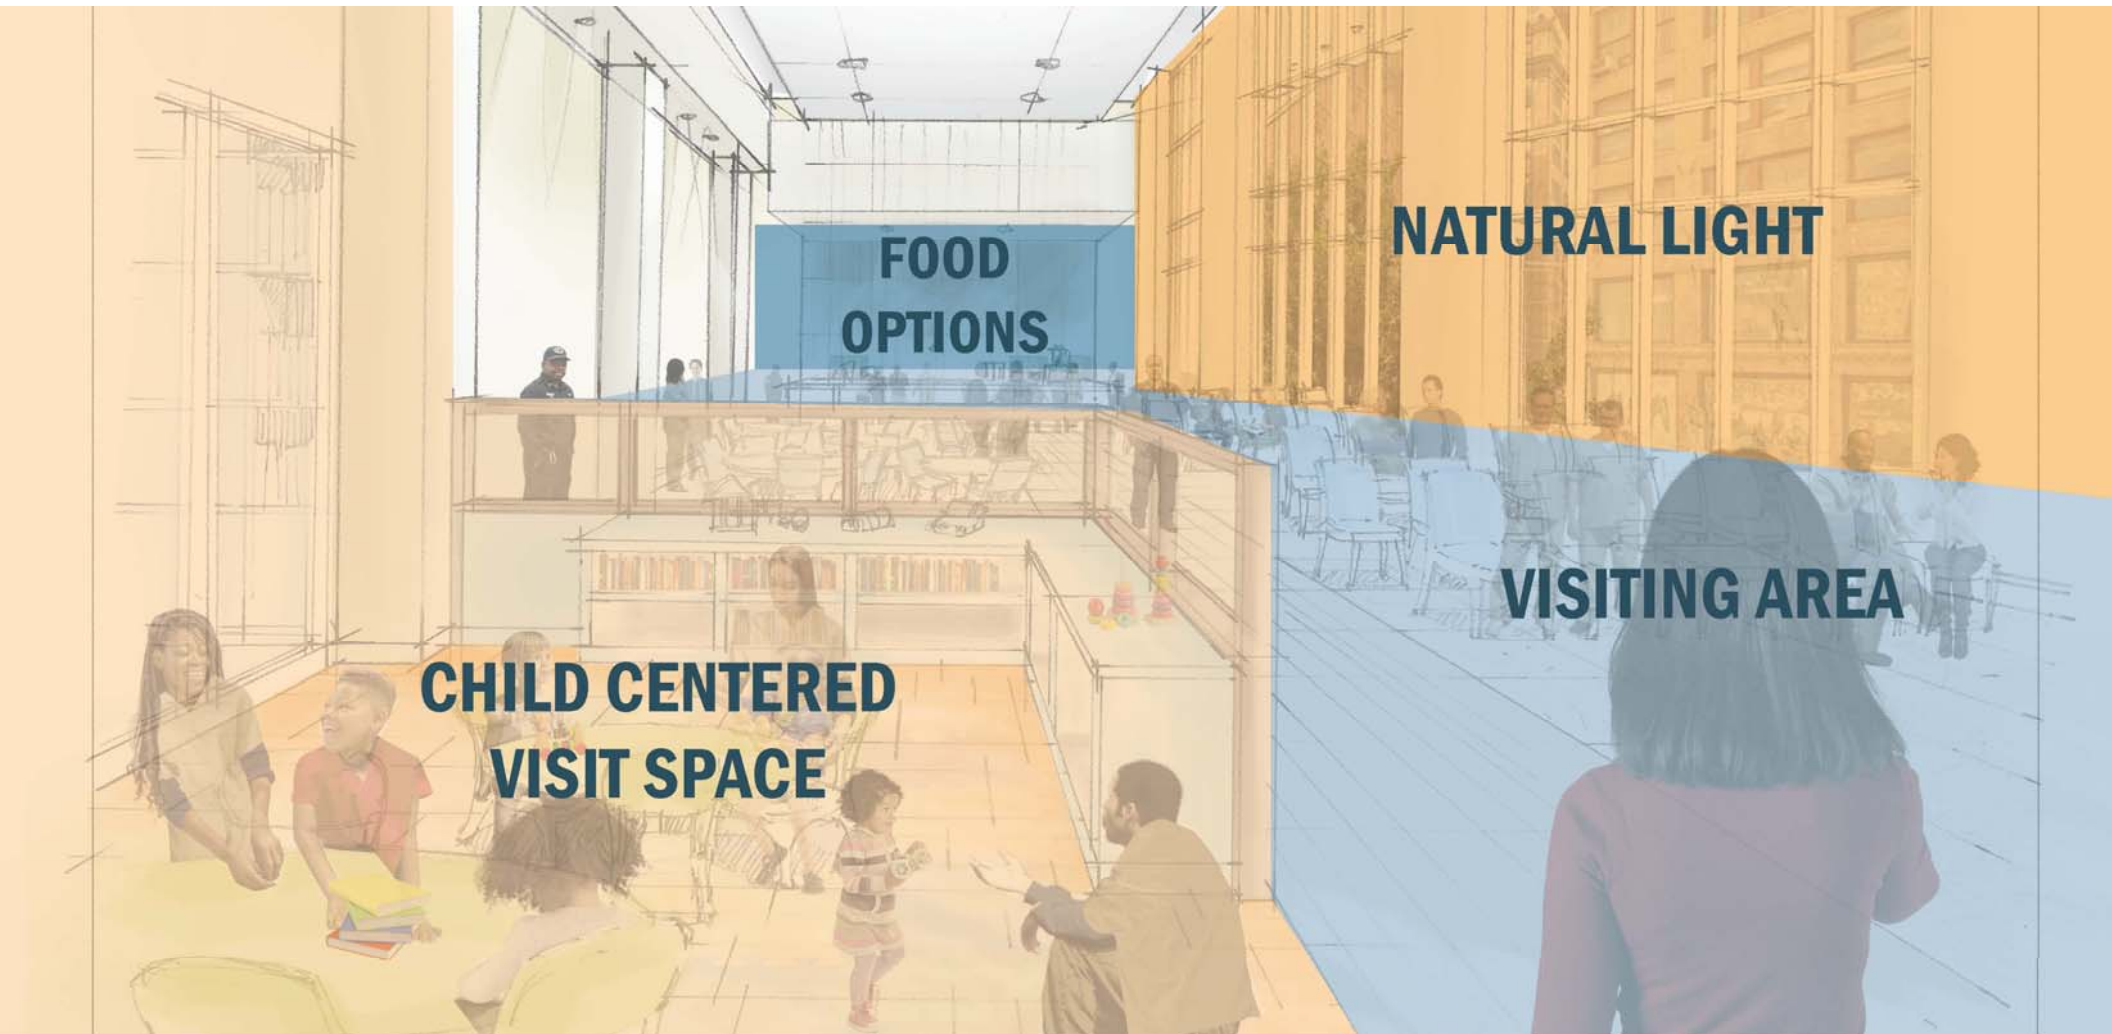 FOOD
OPTIONS
NATURAL LIGHT
VISITING AREA
CHILD CENTERED
VISIT SPACE